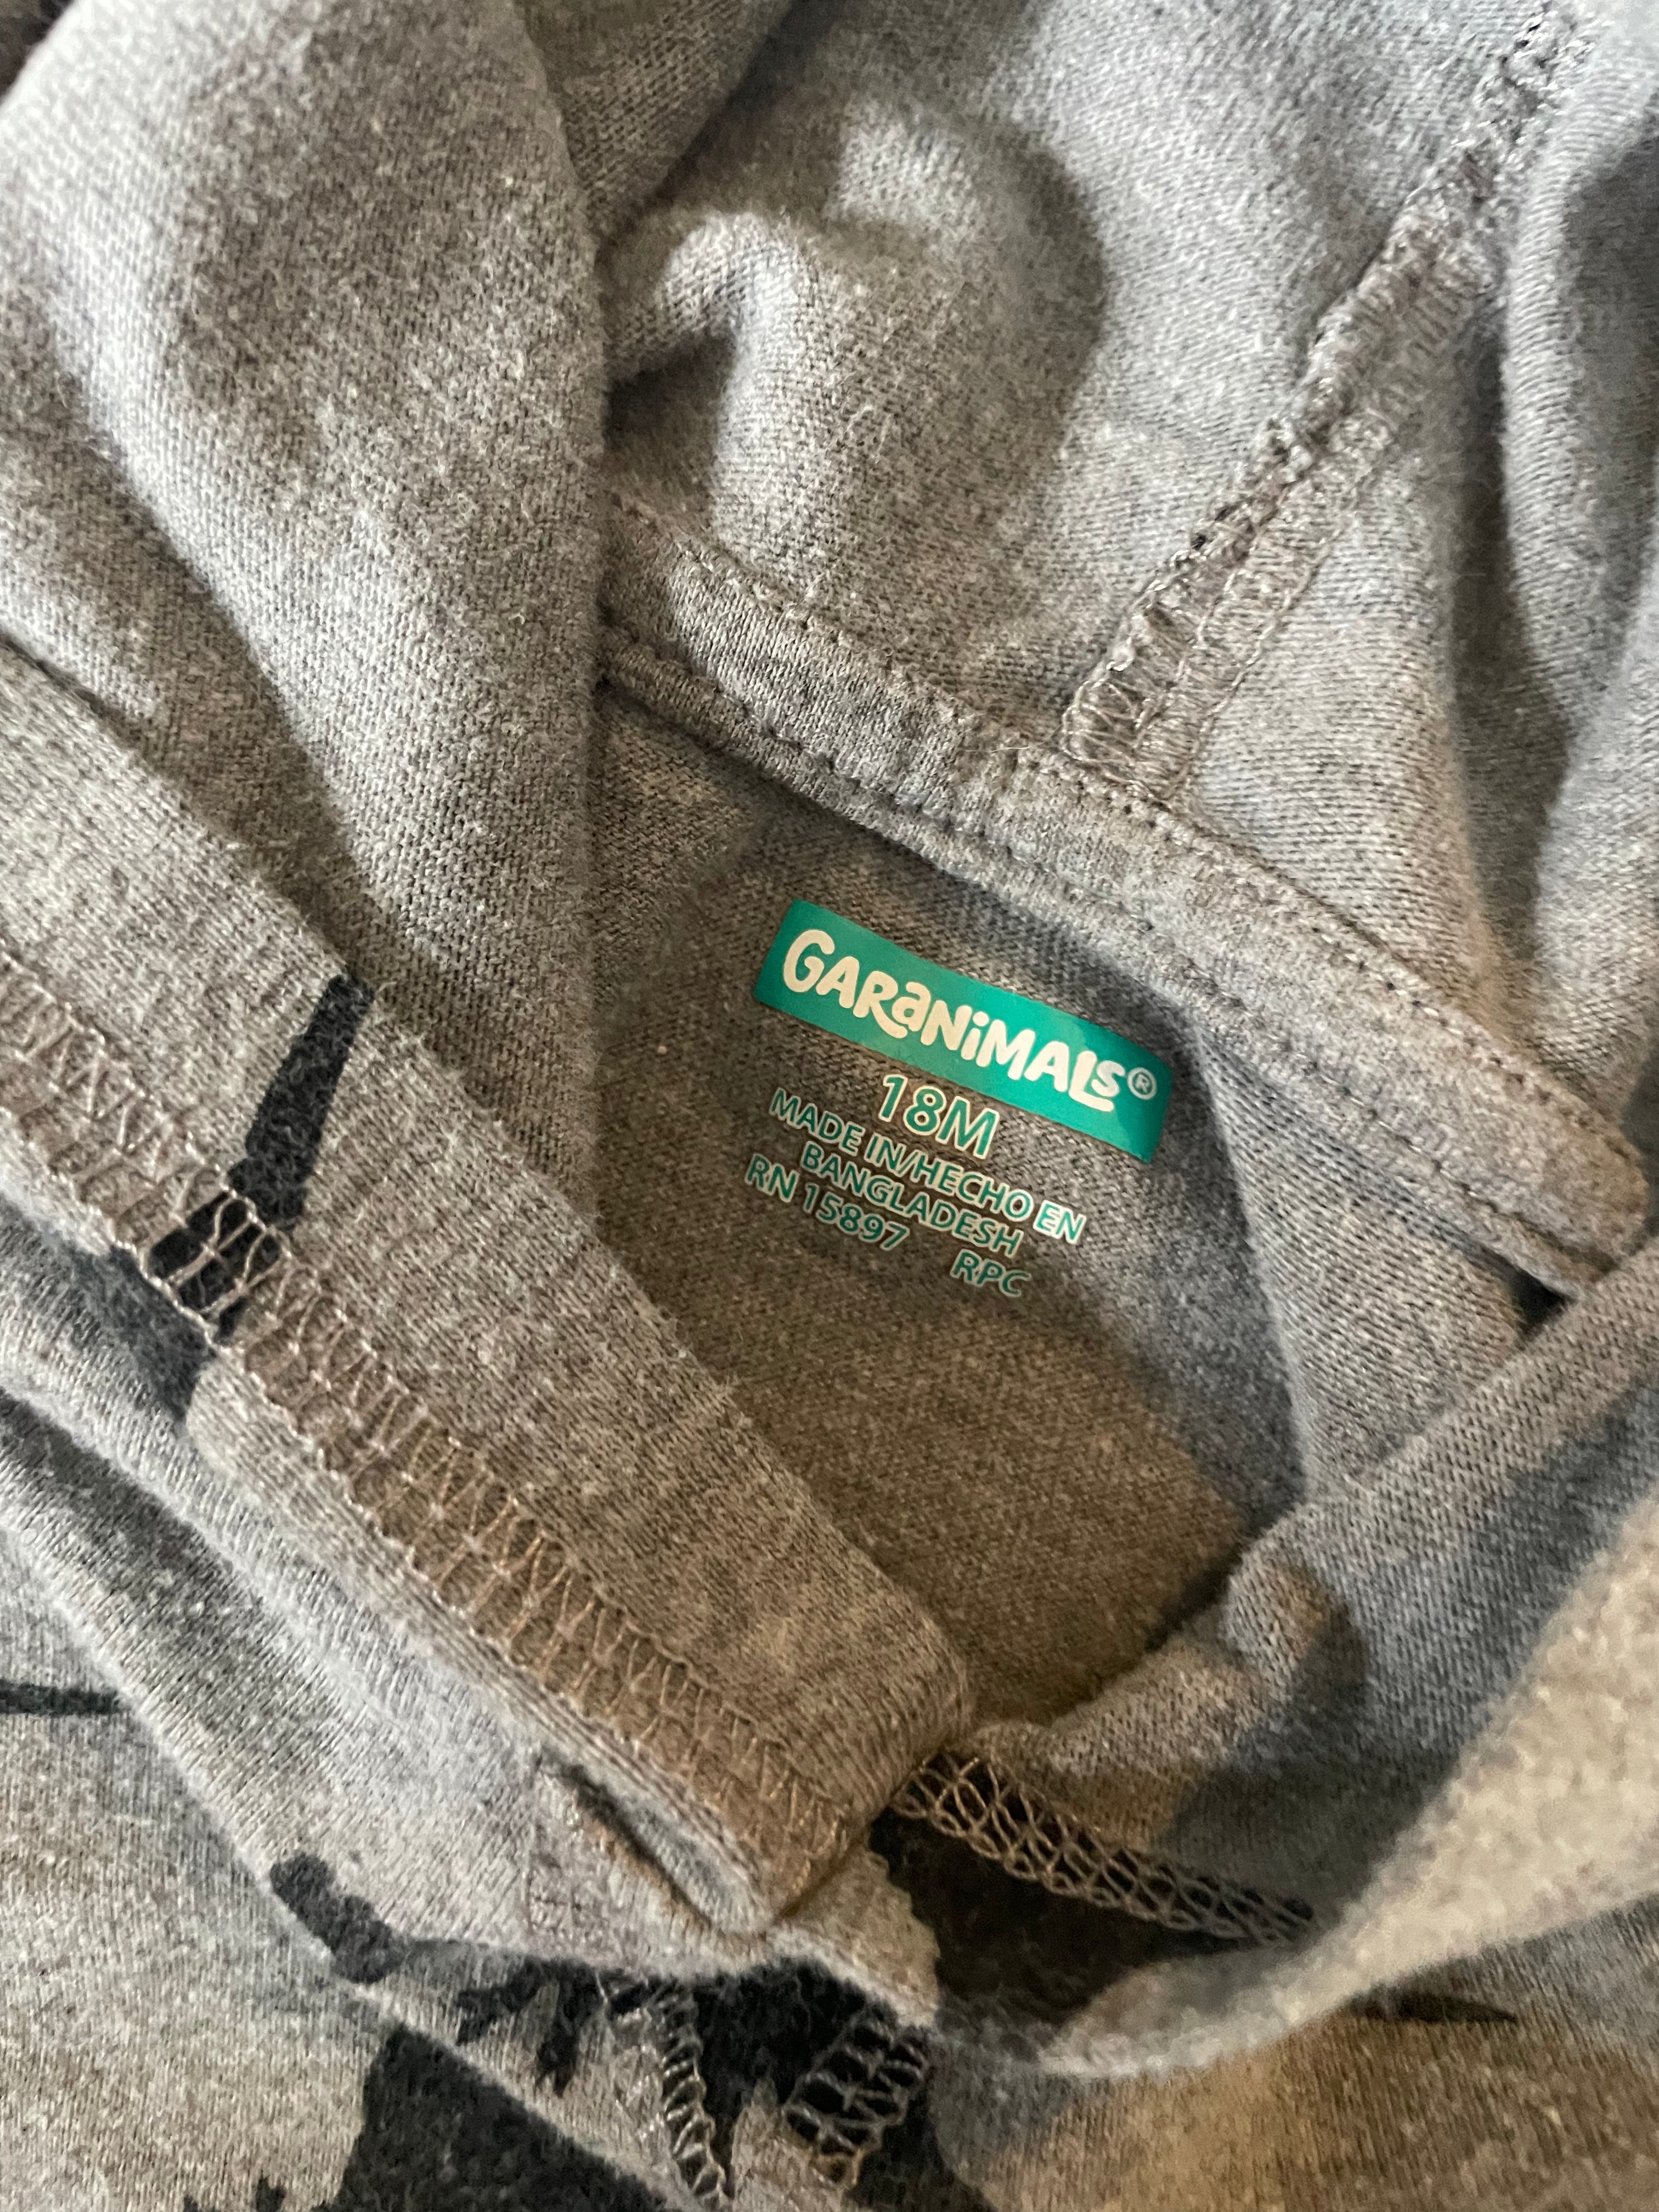 GARANIMALS®
18M
MADE IN/HECHO EN
BANGLADESH
RN 15897 RPC